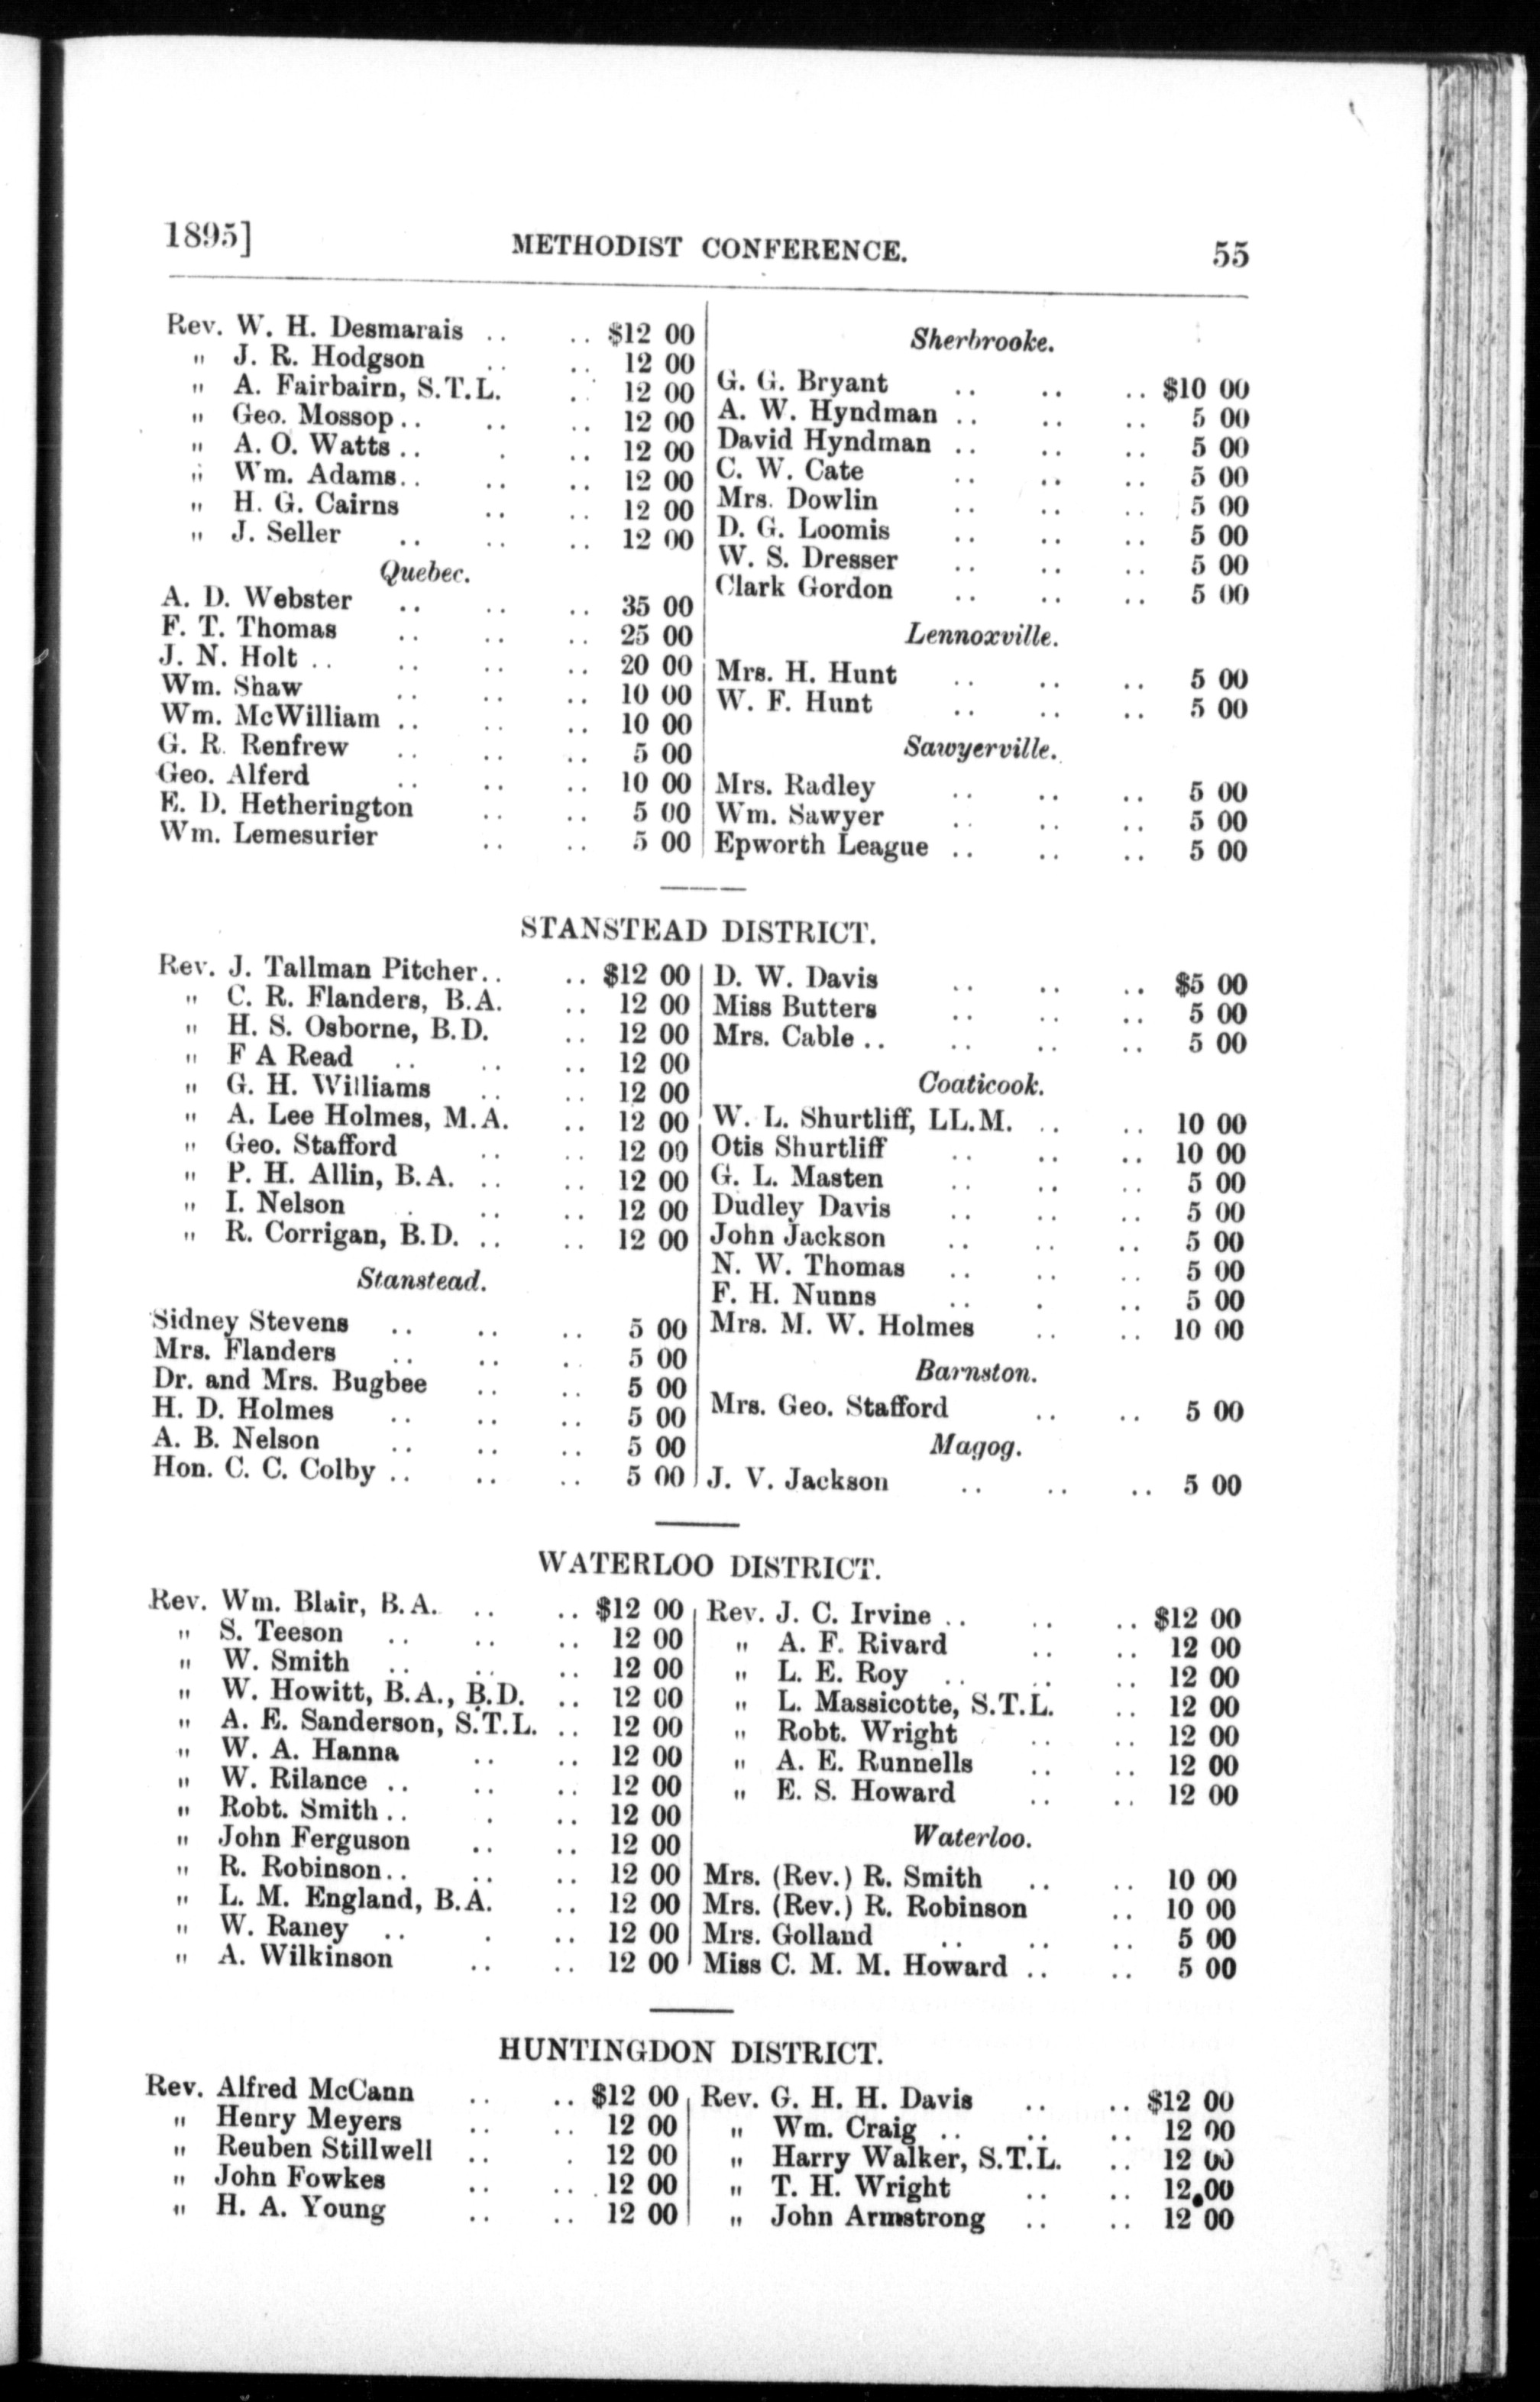 1895] METHODIST CONFERENCE. 55
Rev. W. H. Desmarais .. .. $12 00
" J. R. Hodgson .. .. 12 00
" A. Fairbairn, S.T.L. .. 12 00
" Geo. Mossop .. .. .. 12 00
" A. O. Watts .. . .. 12 00
" Wm. Adams .. .. .. 12 00
" H. G. Cairns .. .. 12 00
" J. Seller .. .. .. 12 00
Quebec.
A. D. Webster .. .. .. 35 00
F. T. Thomas .. .. .. 25 00
J. N. Holt .. .. .. .. 20 00
Wm. Shaw .. .. .. 10 00
Wm. McWilliam .. .. .. 10 00
G. R. Renfrew .. .. .. 5 00
Geo. Alferd .. .. .. 10 00
E. D. Hetherington .. .. 5 00
Wm. Lemesurier .. .. 5 00
Sherbrooke.
G. G. Bryant .. .. .. $10 00
A. W. Hyndman .. .. .. 5 00
David Hyndman .. .. .. 5 00
C. W. Cate .. .. .. 5 00
Mrs. Dowlin .. .. .. 5 00
D. G. Loomis .. .. .. 5 00
W. S. Dresser .. .. .. 5 00
Clark Gordon .. .. .. 5 00
Lennoxville.
Mrs. H. Hunt .. .. .. 5 00
W. F. Hunt .. .. .. 5 00
Sawyerville.
Mrs. Radley .. .. .. 5 00
Wm. Sawyer .. .. .. 5 00
Epworth League .. .. .. 5 00
STANSTEAD DISTRICT.
Rev. J. Tallman Pitcher .. .. $12 00
" C. R. Flanders, B.A. .. 12 00
" H. S. Osborne, B.D. .. 12 00
" F A Read .. .. .. 12 00
" G. H. Williams .. .. 12 00
" A. Lee Holmes, M.A. .. 12 00
" Geo. Stafford .. .. 12 00
" P. H. Allin, B.A. .. .. 12 00
" I. Nelson . .. .. 12 00
" R. Corrigan, B.D. .. .. 12 00
Stanstead.
Sidney Stevens .. .. .. 5 00
Mrs. Flanders .. .. .. 5 00
Dr. and Mrs. Bugbee .. .. 5 00
H. D. Holmes .. .. .. 5 00
A. B. Nelson .. .. .. 5 00
Hon. C. C. Colby .. .. .. 5 00
D. W. Davis .. .. .. $5 00
Miss Butters .. .. .. 5 00
Mrs. Cable .. .. .. .. 5 00
Coaticook.
W. L. Shurtliff, LL.M. .. .. 10 00
Otis Shurtliff .. .. .. 10 00
G. L. Masten .. .. .. 5 00
Dudley Davis .. .. .. 5 00
John Jackson .. .. .. 5 00
N. W. Thomas .. .. .. 5 00
F. H. Nunns .. . .. 5 00
Mrs. M. W. Holmes .. .. 10 00
Barnston.
Mrs. Geo. Stafford .. .. 5 00
Magog.
J. V. Jackson .. .. .. 5 00
WATERLOO DISTRICT.
Rev. Wm. Blair, B.A. .. .. $12 00
" S. Teeson .. .. .. 12 00
" W. Smith .. .. .. 12 00
" W. Howitt, B.A., B.D. .. 12 00
" A. E. Sanderson, S.T.L. .. 12 00
" W. A. Hanna .. .. 12 00
" W. Rilance .. .. .. 12 00
" Robt. Smith .. . .. 12 00
" John Ferguson .. .. 12 00
" R. Robinson .. .. .. 12 00
" L. M. England, B.A. .. 12 00
" W. Raney .. . .. 12 00
" A. Wilkinson .. .. 12 00
Rev. J. C. Irvine .. .. .. $12 00
" A. F. Rivard .. .. 12 00
" L. E. Roy .. .. .. 12 00
" L. Massicotte, S.T.L. .. 12 00
" Robt. Wright .. .. 12 00
" A. E. Runnells .. .. 12 00
" E. S. Howard .. .. 12 00
Waterloo.
Mrs. (Rev.) R. Smith .. .. 10 00
Mrs. (Rev.) R. Robinson .. 10 00
Mrs. Golland .. .. .. 5 00
Miss C. M. M. Howard .. .. 5 00
HUNTINGDON DISTRICT.
Rev. Alfred McCann .. .. $12 00
" Henry Meyers .. .. 12 00
" Reuben Stillwell .. . 12 00
" John Fowkes .. .. 12 00
" H. A. Young .. .. 12 00
Rev. G. H. H. Davis .. .. $12 00
" Wm. Craig .. .. .. 12 00
" Harry Walker, S.T.L. .. 12 00
" T. H. Wright .. .. 12 00
" John Armstrong .. .. 12 00